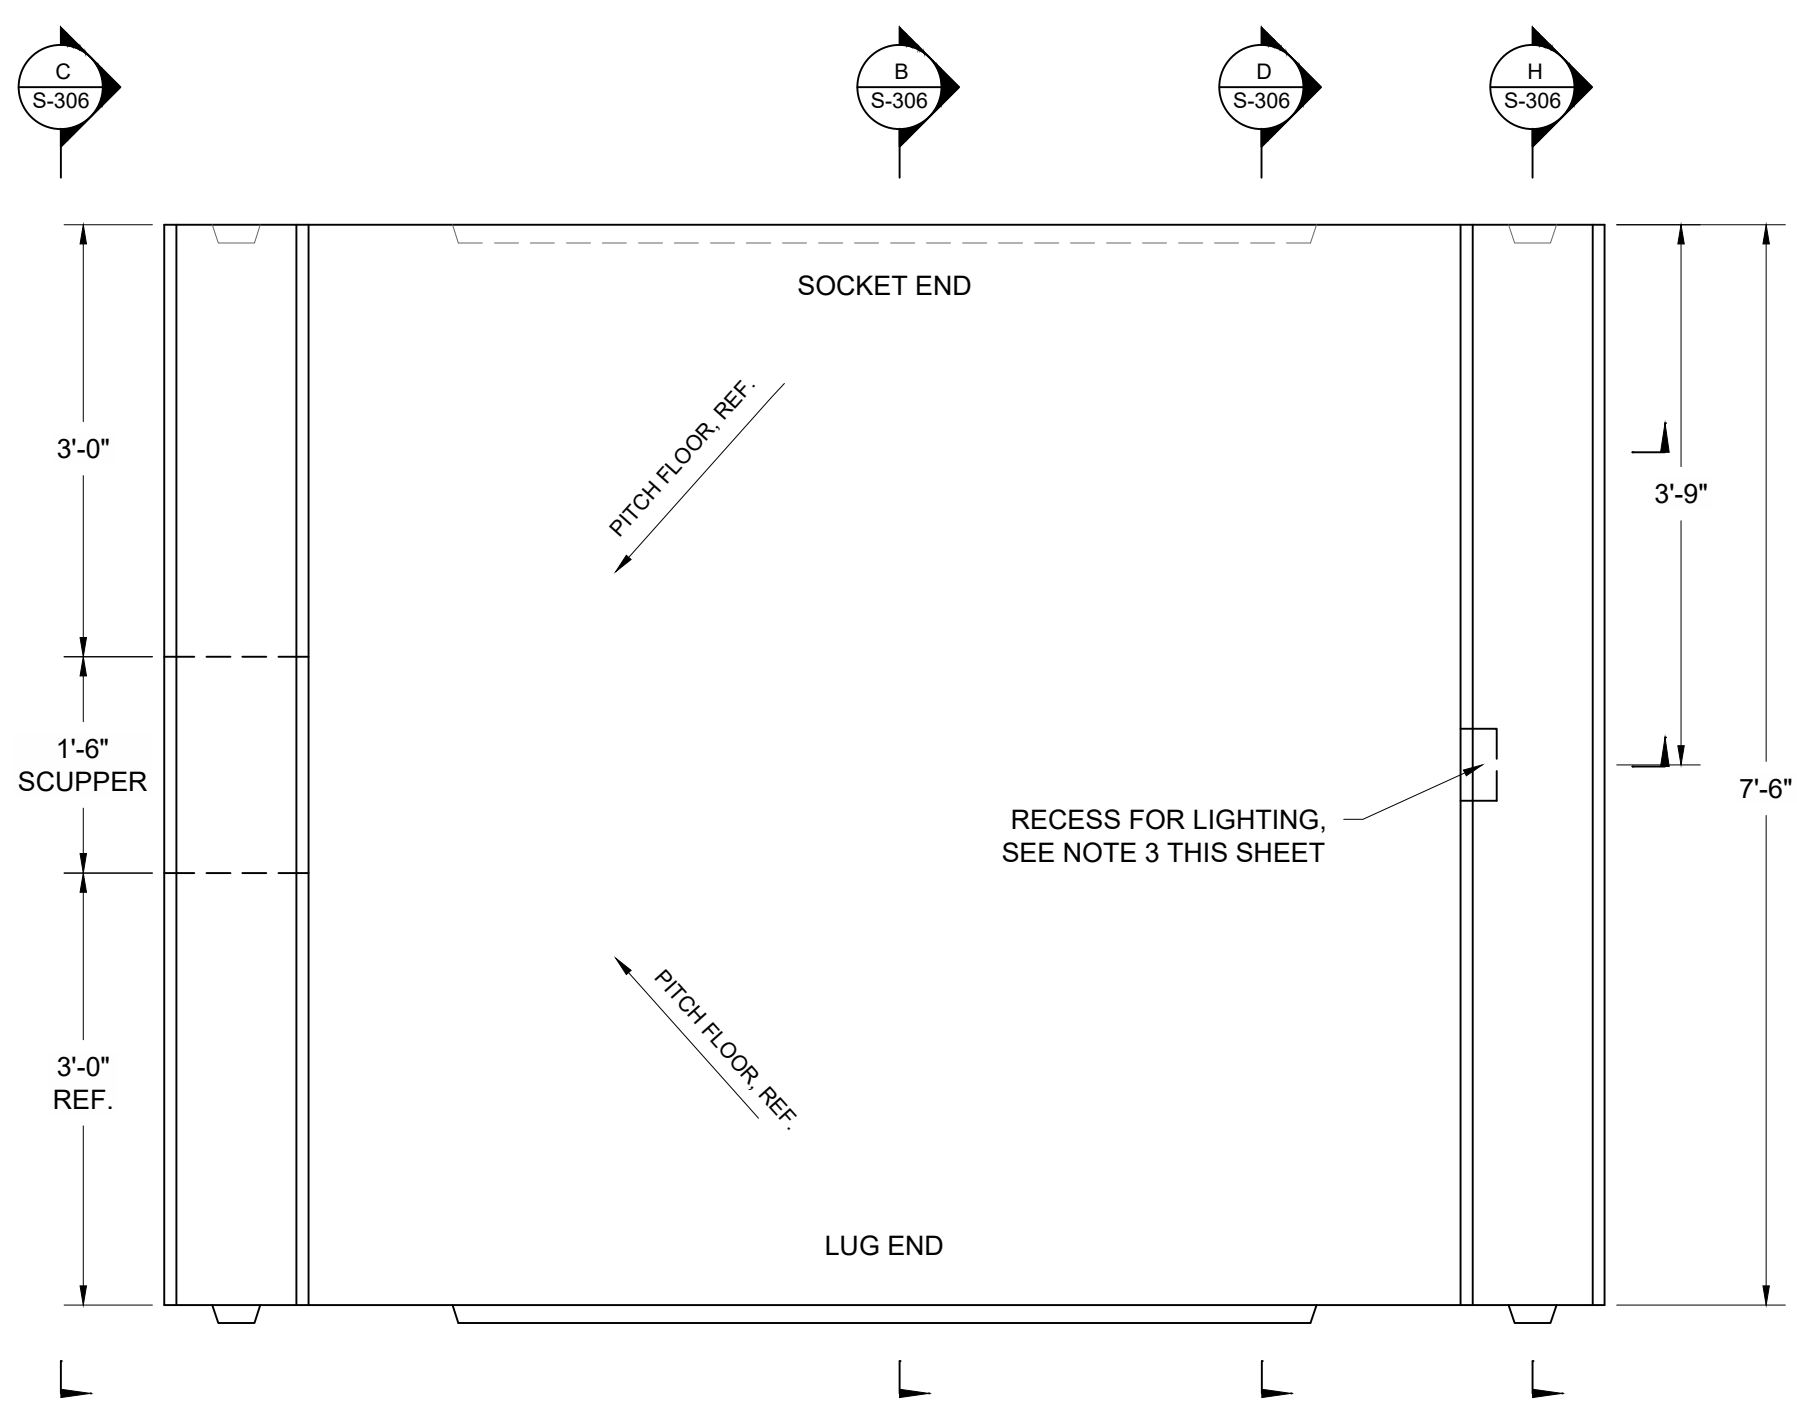 C
S-306
B
S-306
D
S-306
H
S-306
SOCKET END
PITCH FLOOR, REF.
3'-0"
3'-9"
1'-6"
SCUPPER
7'-6"
RECESS FOR LIGHTING,
SEE NOTE 3 THIS SHEET
3'-0"
REF.
PITCH FLOOR, REF.
LUG END